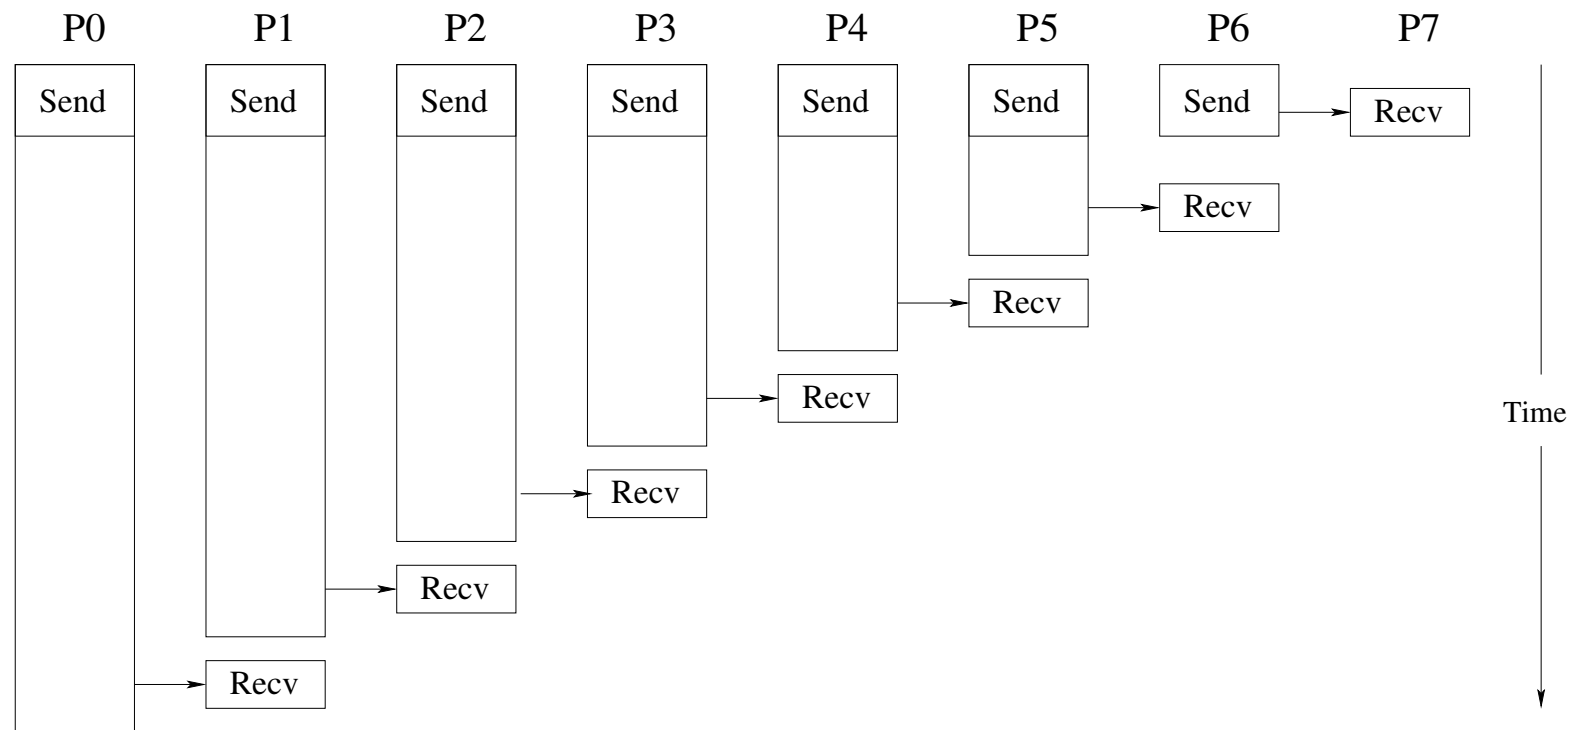 P0 P1 P2 P3 P4 P5 P6 P7
Send Send Send Send Send Send Send Recv
Recv
Recv
Recv
Time
Recv
Recv
Recv